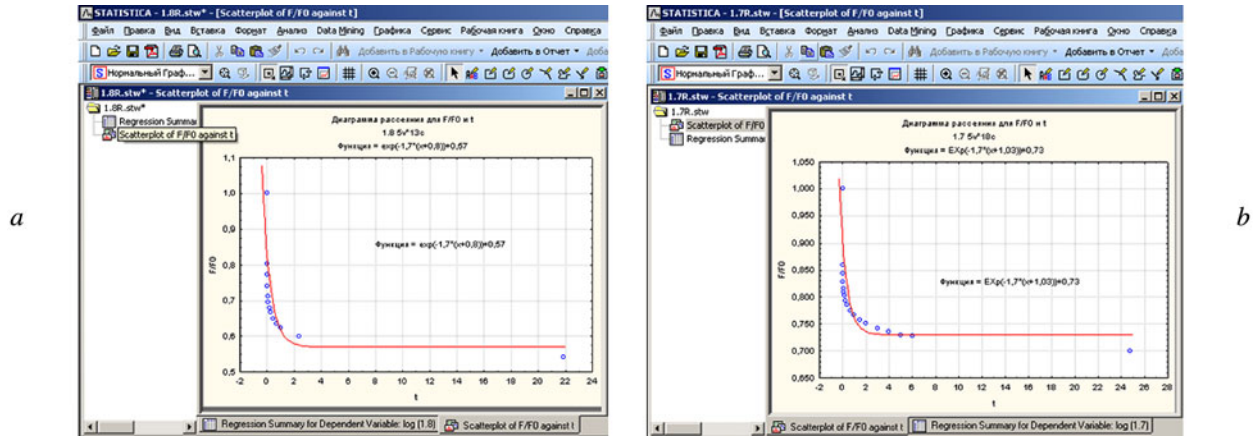 a
STATISTICA - 1.8R.stw* - [Scatterplot of F/F0 against t]
Файл Правка Вид Вставка Формат Анализ Data Mining Графика Сервис Рабочая книга Окно Справка
Добавить в Рабочую книгу Добавить в Отчет Доба
Нормальный Граф...
1.8R.stw* - Scatterplot of F/F0 against t
1.8R.stw*
Regression Summa
Scatterplot of F/F0 against t
Диаграмма рассеяния для F/F0 и t
1.8 5v*13c
Функция = exp(-1,7*(x+0,8))+0,57
1,1
1,0
0,9
0,8
0,7
0,6
0,5
F/F0
Функция = exp(-1,7*(x+0,8))+0,57
-2 0 2 4 6 8 10 12 14 16 18 20 22 24
t
Regression Summary for Dependent Variable: log (1.8) Scatterplot of F/F0 against t
b
STATISTICA - 1.7R.stw - [Scatterplot of F/F0 against t]
Файл Правка Вид Вставка Формат Анализ Data Mining Графика Сервис Рабочая книга Окно Справка
Добавить в Рабочую книгу Добавить в Отчет Доба
Нормальный Граф...
1.7R.stw - Scatterplot of F/F0 against t
1.7R.stw
Scatterplot of F/F0
Regression Summa
Диаграмма рассеяния для F/F0 и t
1.7 5v*18c
Функция = EXp(-1,7*(x+1,03))+0,73
1,050
1,000
0,950
0,900
0,850
0,800
0,750
0,700
0,650
F/F0
Функция = EXp(-1,7*(x+1,03))+0,73
-2 0 2 4 6 8 10 12 14 16 18 20 22 24 26 28
t
Scatterplot of F/F0 against t Regression Summary for Dependent Variable: log (1.7)